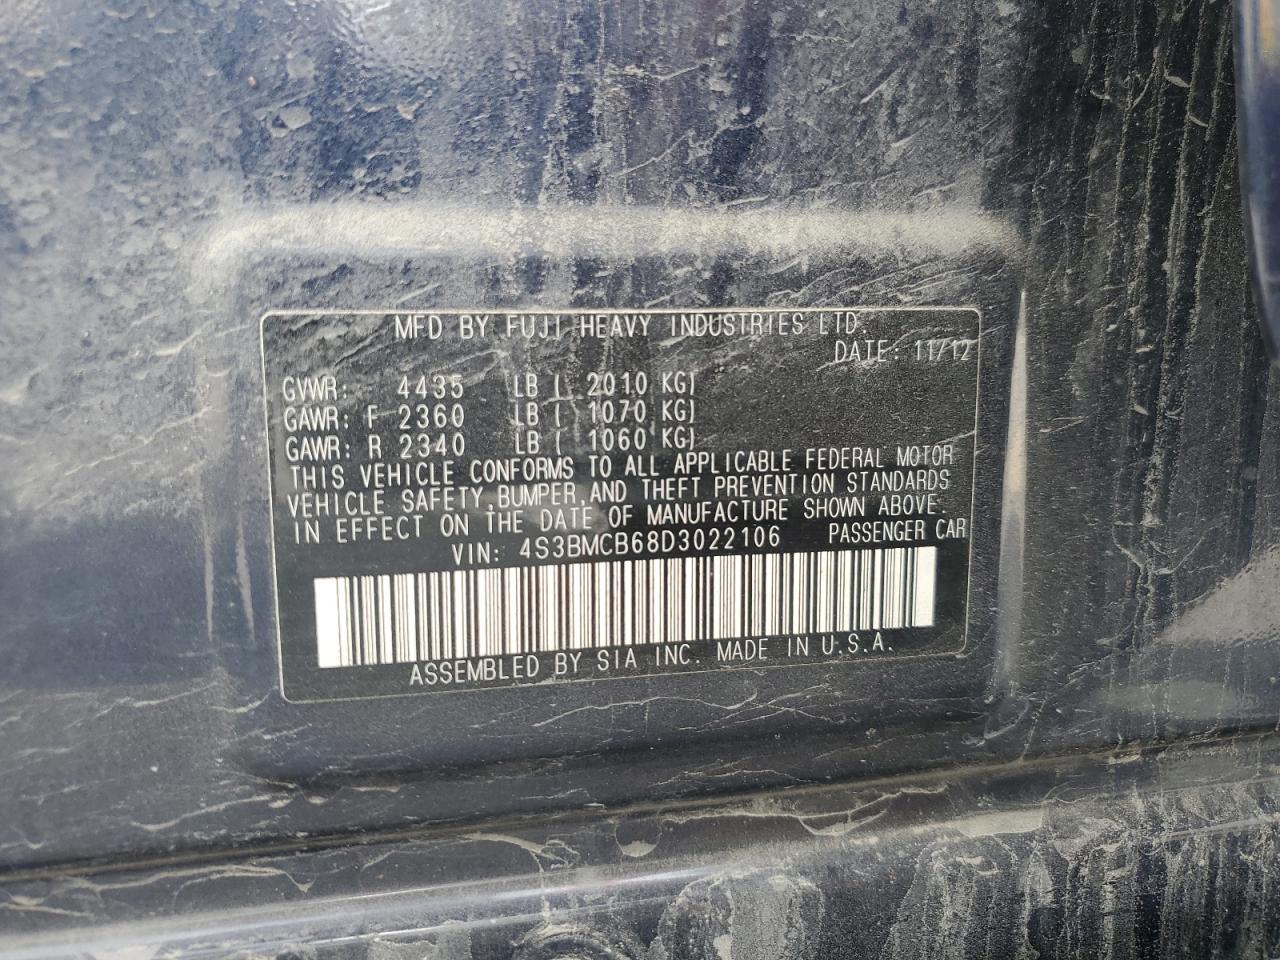 MFD BY FUJI HEAVY INDUSTRIES LTD.
DATE: 11/12
GVWR: 4435 LB ( 2010 KG)
GAWR: F 2360 LB ( 1070 KG)
GAWR: R 2340 LB ( 1060 KG)
THIS VEHICLE CONFORMS TO ALL APPLICABLE FEDERAL MOTOR
VEHICLE SAFETY, BUMPER, AND THEFT PREVENTION STANDARDS
IN EFFECT ON THE DATE OF MANUFACTURE SHOWN ABOVE.
VIN: 4S3BMCB68D3022106 PASSENGER CAR
ASSEMBLED BY SIA INC. MADE IN U.S.A.